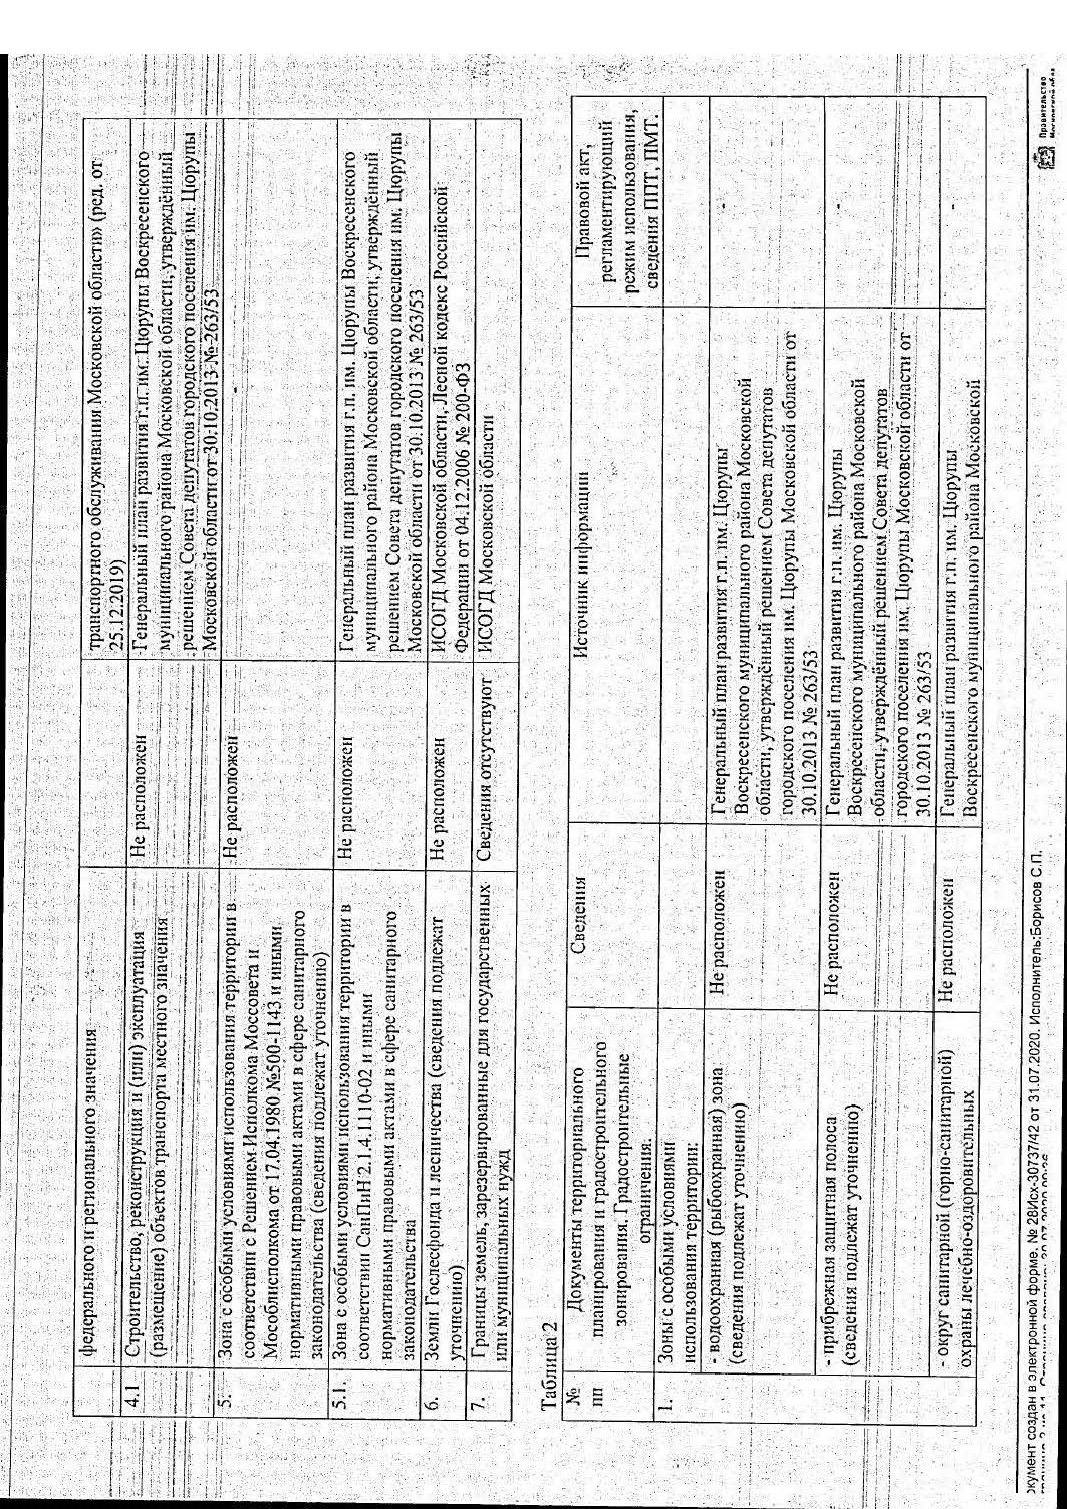 федерального и регионального значения
транспортного обслуживания Московской области» (ред. от
25.12.2019)
4.1
Строительство, реконструкция и (или) эксплуатация
(размещение) объектов транспорта местного значения
Не расположен
Генеральный план развития г.п. им. Цюрупы Воскресенского
муниципального района Московской области, утверждённый
решением Совета депутатов городского поселения им. Цюрупы
Московской области от 30.10.2013 № 263/53
5.
Зона с особыми условиями использования территории в
соответствии с Решением Исполкома Моссовета и
Мособлисполкома от 17.04.1980 №500-1143 и иными
нормативными правовыми актами в сфере санитарного
законодательства (сведения подлежат уточнению)
Не расположен
-
5.1.
Зона с особыми условиями использования территории в
соответствии СанПиН 2.1.4.1110-02 и иными
нормативными правовыми актами в сфере санитарного
законодательства
Не расположен
Генеральный план развития г.п. им. Цюрупы Воскресенского
муниципального района Московской области, утверждённый
решением Совета депутатов городского поселения им. Цюрупы
Московской области от 30.10.2013 № 263/53
6.
Земли Гослесфонда и лесничества (сведения подлежат
уточнению)
Не расположен
ИСОГД Московской области, Лесной кодекс Российской
Федерации от 04.12.2006 № 200-ФЗ
7.
Границы земель, зарезервированные для государственных
или муниципальных нужд
Сведения отсутствуют
ИСОГД Московской области
Таблица 2
№
пп
Документы территориального
планирования и градостроительного
зонирования. Градостроительные
ограничения.
Сведения
Источник информации
Правовой акт,
регламентирующий
режим использования,
сведения ППТ, ПМТ.
1.
Зоны с особыми условиями
использования территории:
- водоохранная (рыбоохранная) зона
(сведения подлежат уточнению)
Не расположен
Генеральный план развития г.п. им. Цюрупы
Воскресенского муниципального района Московской
области, утверждённый решением Совета депутатов
городского поселения им. Цюрупы Московской области от
30.10.2013 № 263/53
-
- прибрежная защитная полоса
(сведения подлежат уточнению)
Не расположен
Генеральный план развития г.п. им. Цюрупы
Воскресенского муниципального района Московской
области, утверждённый решением Совета депутатов
городского поселения им. Цюрупы Московской области от
30.10.2013 № 263/53
-
- округ санитарной (горно-санитарной)
охраны лечебно-оздоровительных
Не расположен
Генеральный план развития г.п. им. Цюрупы
Воскресенского муниципального района Московской
-
окумент создан в электронной форме. № 28Исх-30737/42 от 31.07.2020. Исполнитель:Борисов С.П.
Правительство